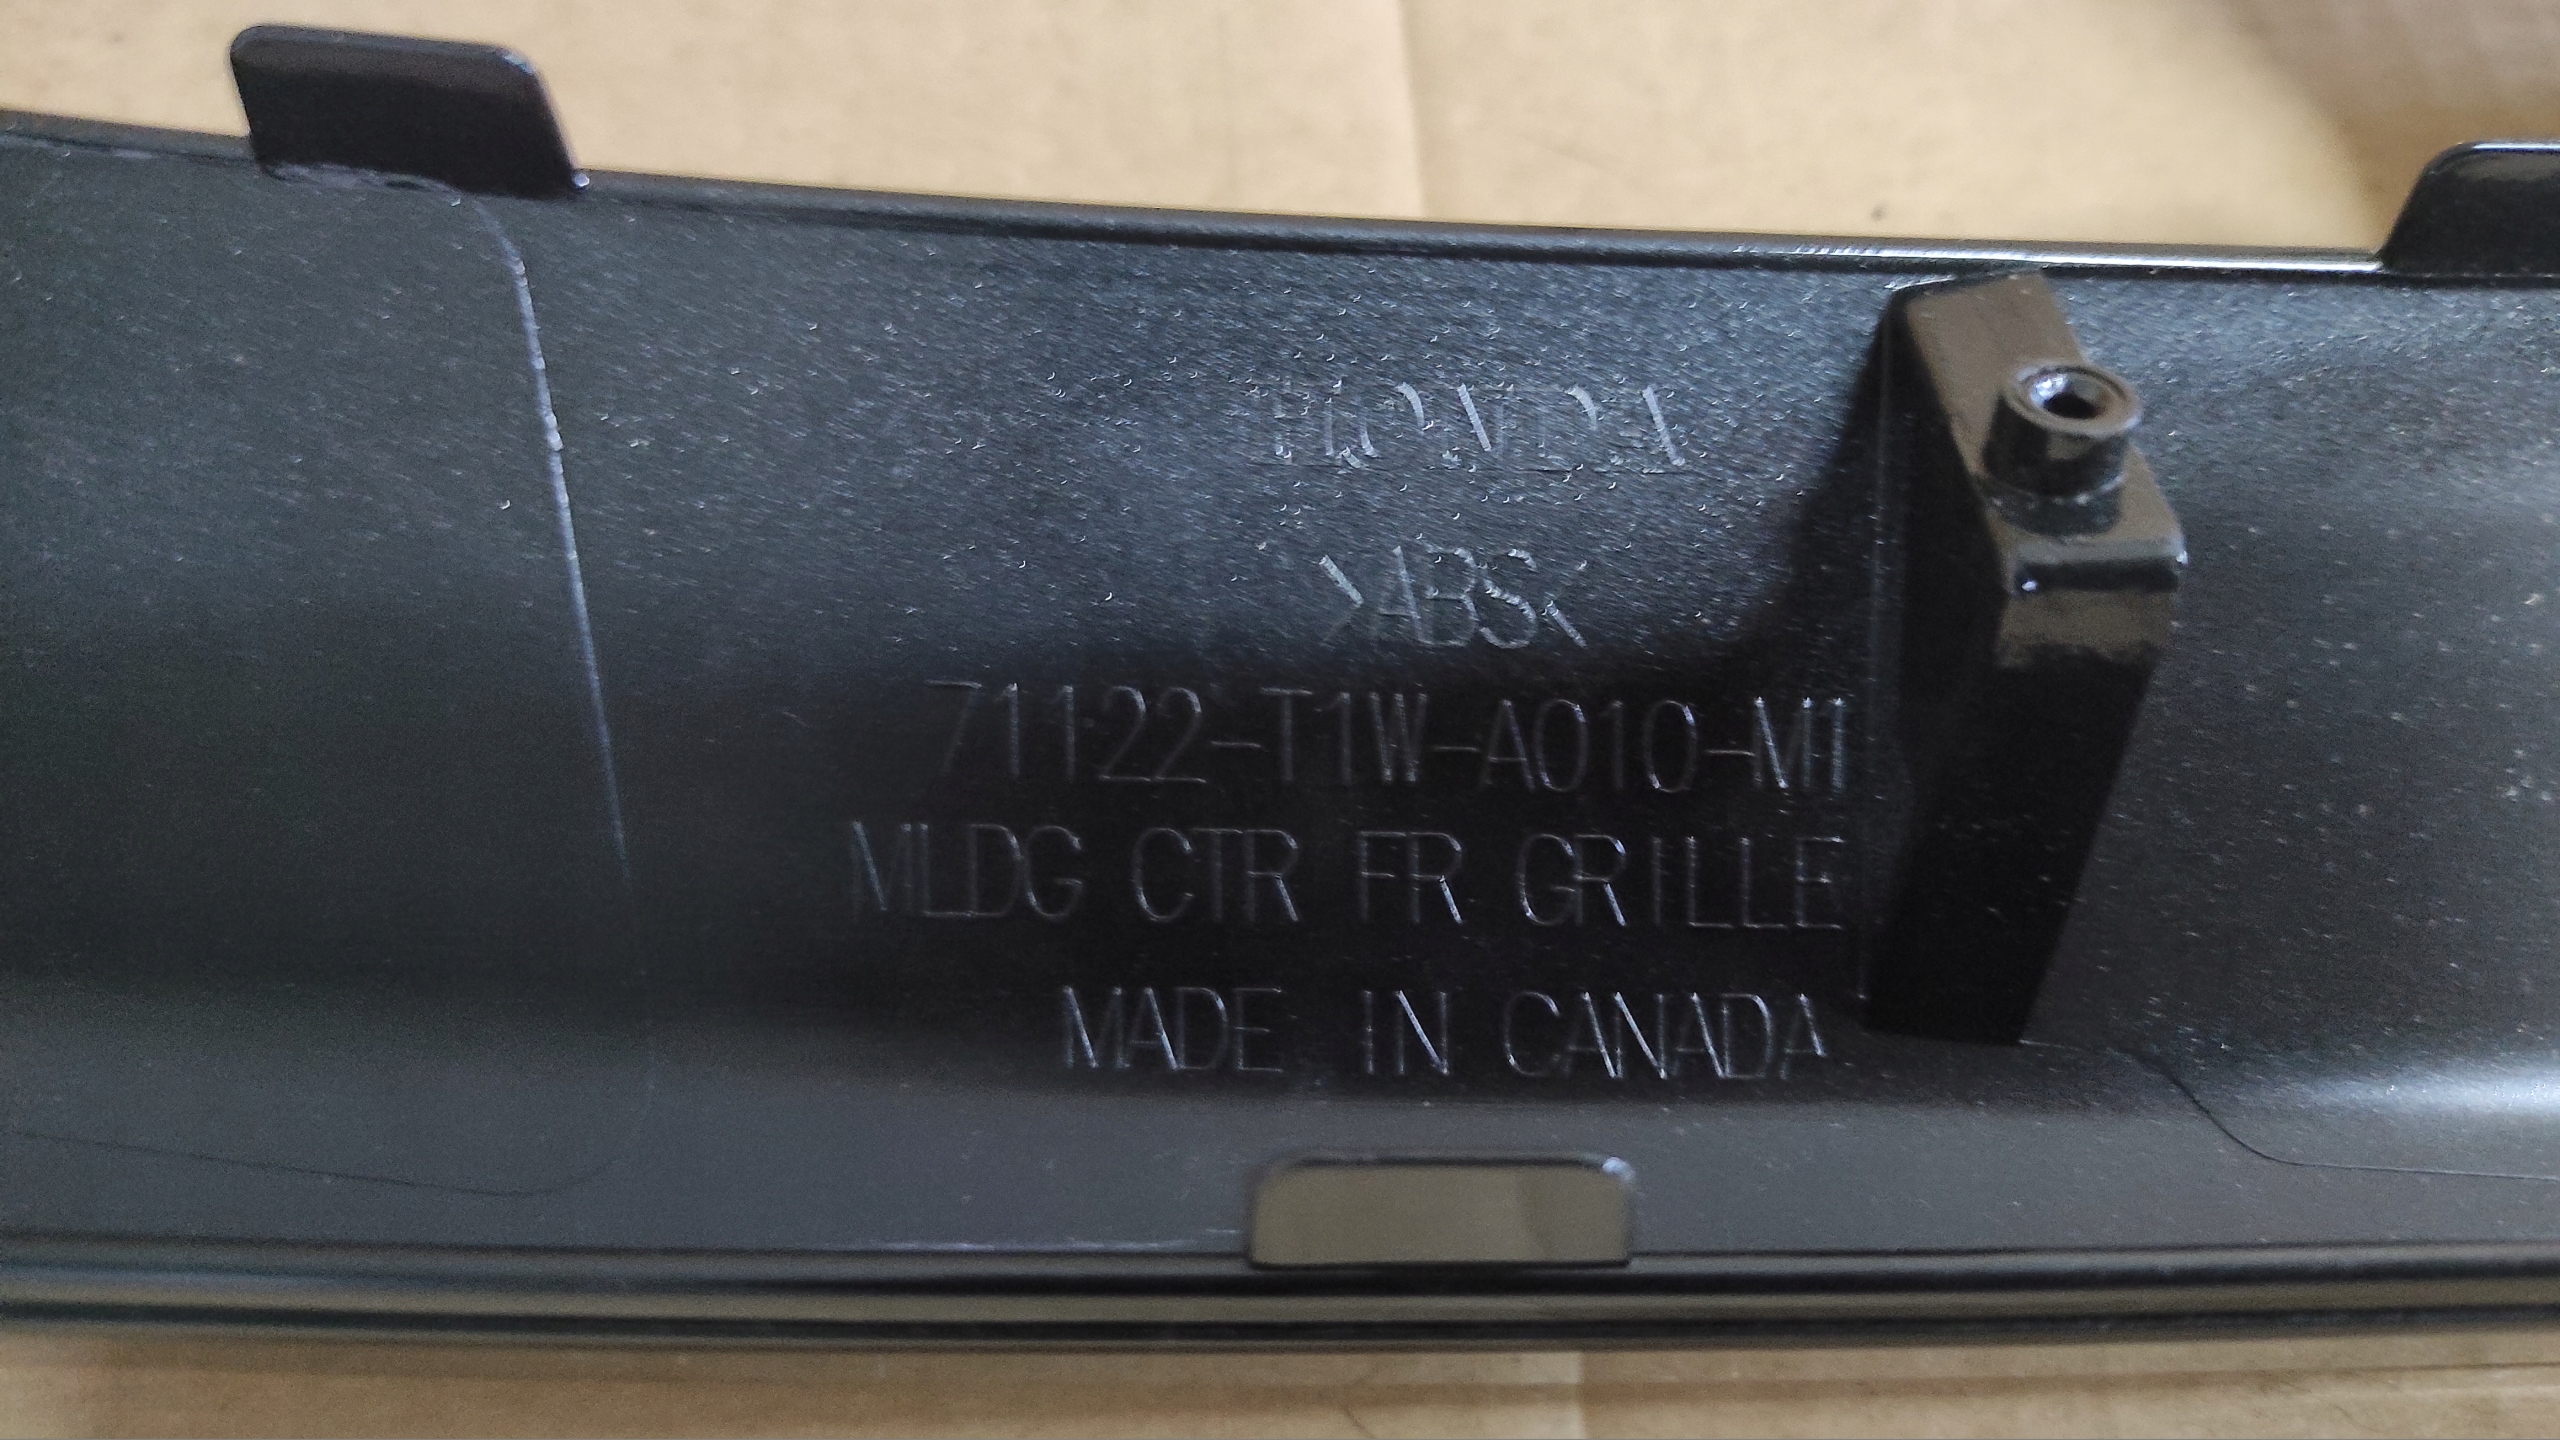 HONDA
>ABS<
71122-T1W-A010-M1
MLDG CTR FR GRILLE
MADE IN CANADA